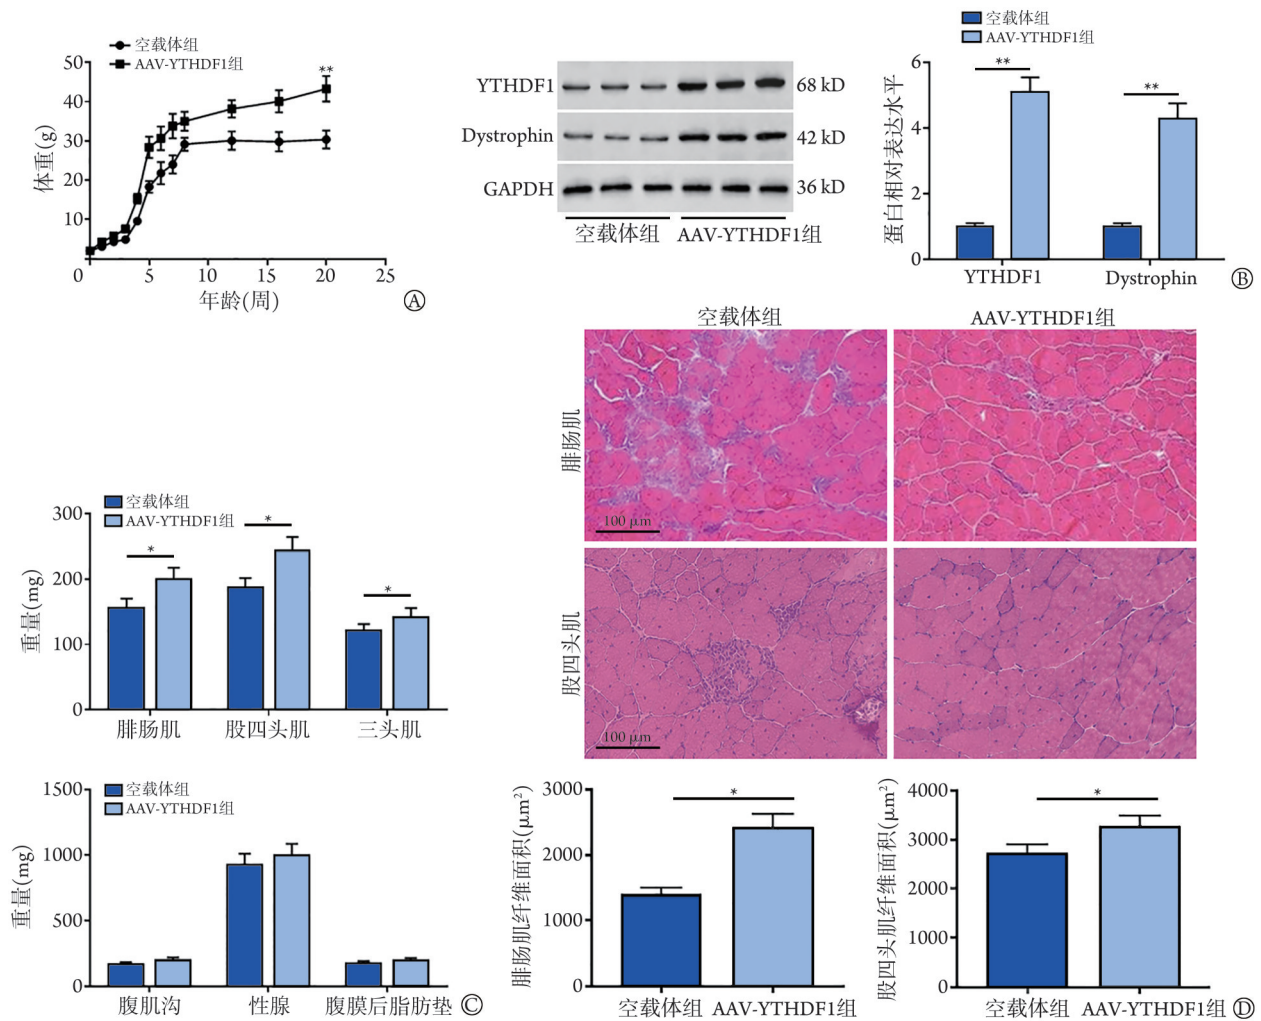 空载体组
AAV-YTHDF1组
**
50
40
30
20
10
0
5
10
15
20
25
体重(g)
年龄(周)
Ⓐ
YTHDF1
68 kD
Dystrophin
42 kD
GAPDH
36 kD
空载体组
AAV-YTHDF1组
空载体组
AAV-YTHDF1组
6
4
2
0
蛋白相对表达水平
**
**
YTHDF1
Dystrophin
Ⓑ
空载体组
AAV-YTHDF1组
300
200
100
0
重量(mg)
*
*
*
腓肠肌
股四头肌
三头肌
空载体组
AAV-YTHDF1组
1500
1000
500
0
重量(mg)
腹肌沟
性腺
腹膜后脂肪垫
Ⓒ
空载体组
AAV-YTHDF1组
腓肠肌
100 μm
股四头肌
100 μm
3000
2000
1000
0
腓肠肌纤维面积(μm²)
*
空载体组
AAV-YTHDF1组
4000
3000
2000
1000
0
股四头肌纤维面积(μm²)
*
空载体组
AAV-YTHDF1组
Ⓓ